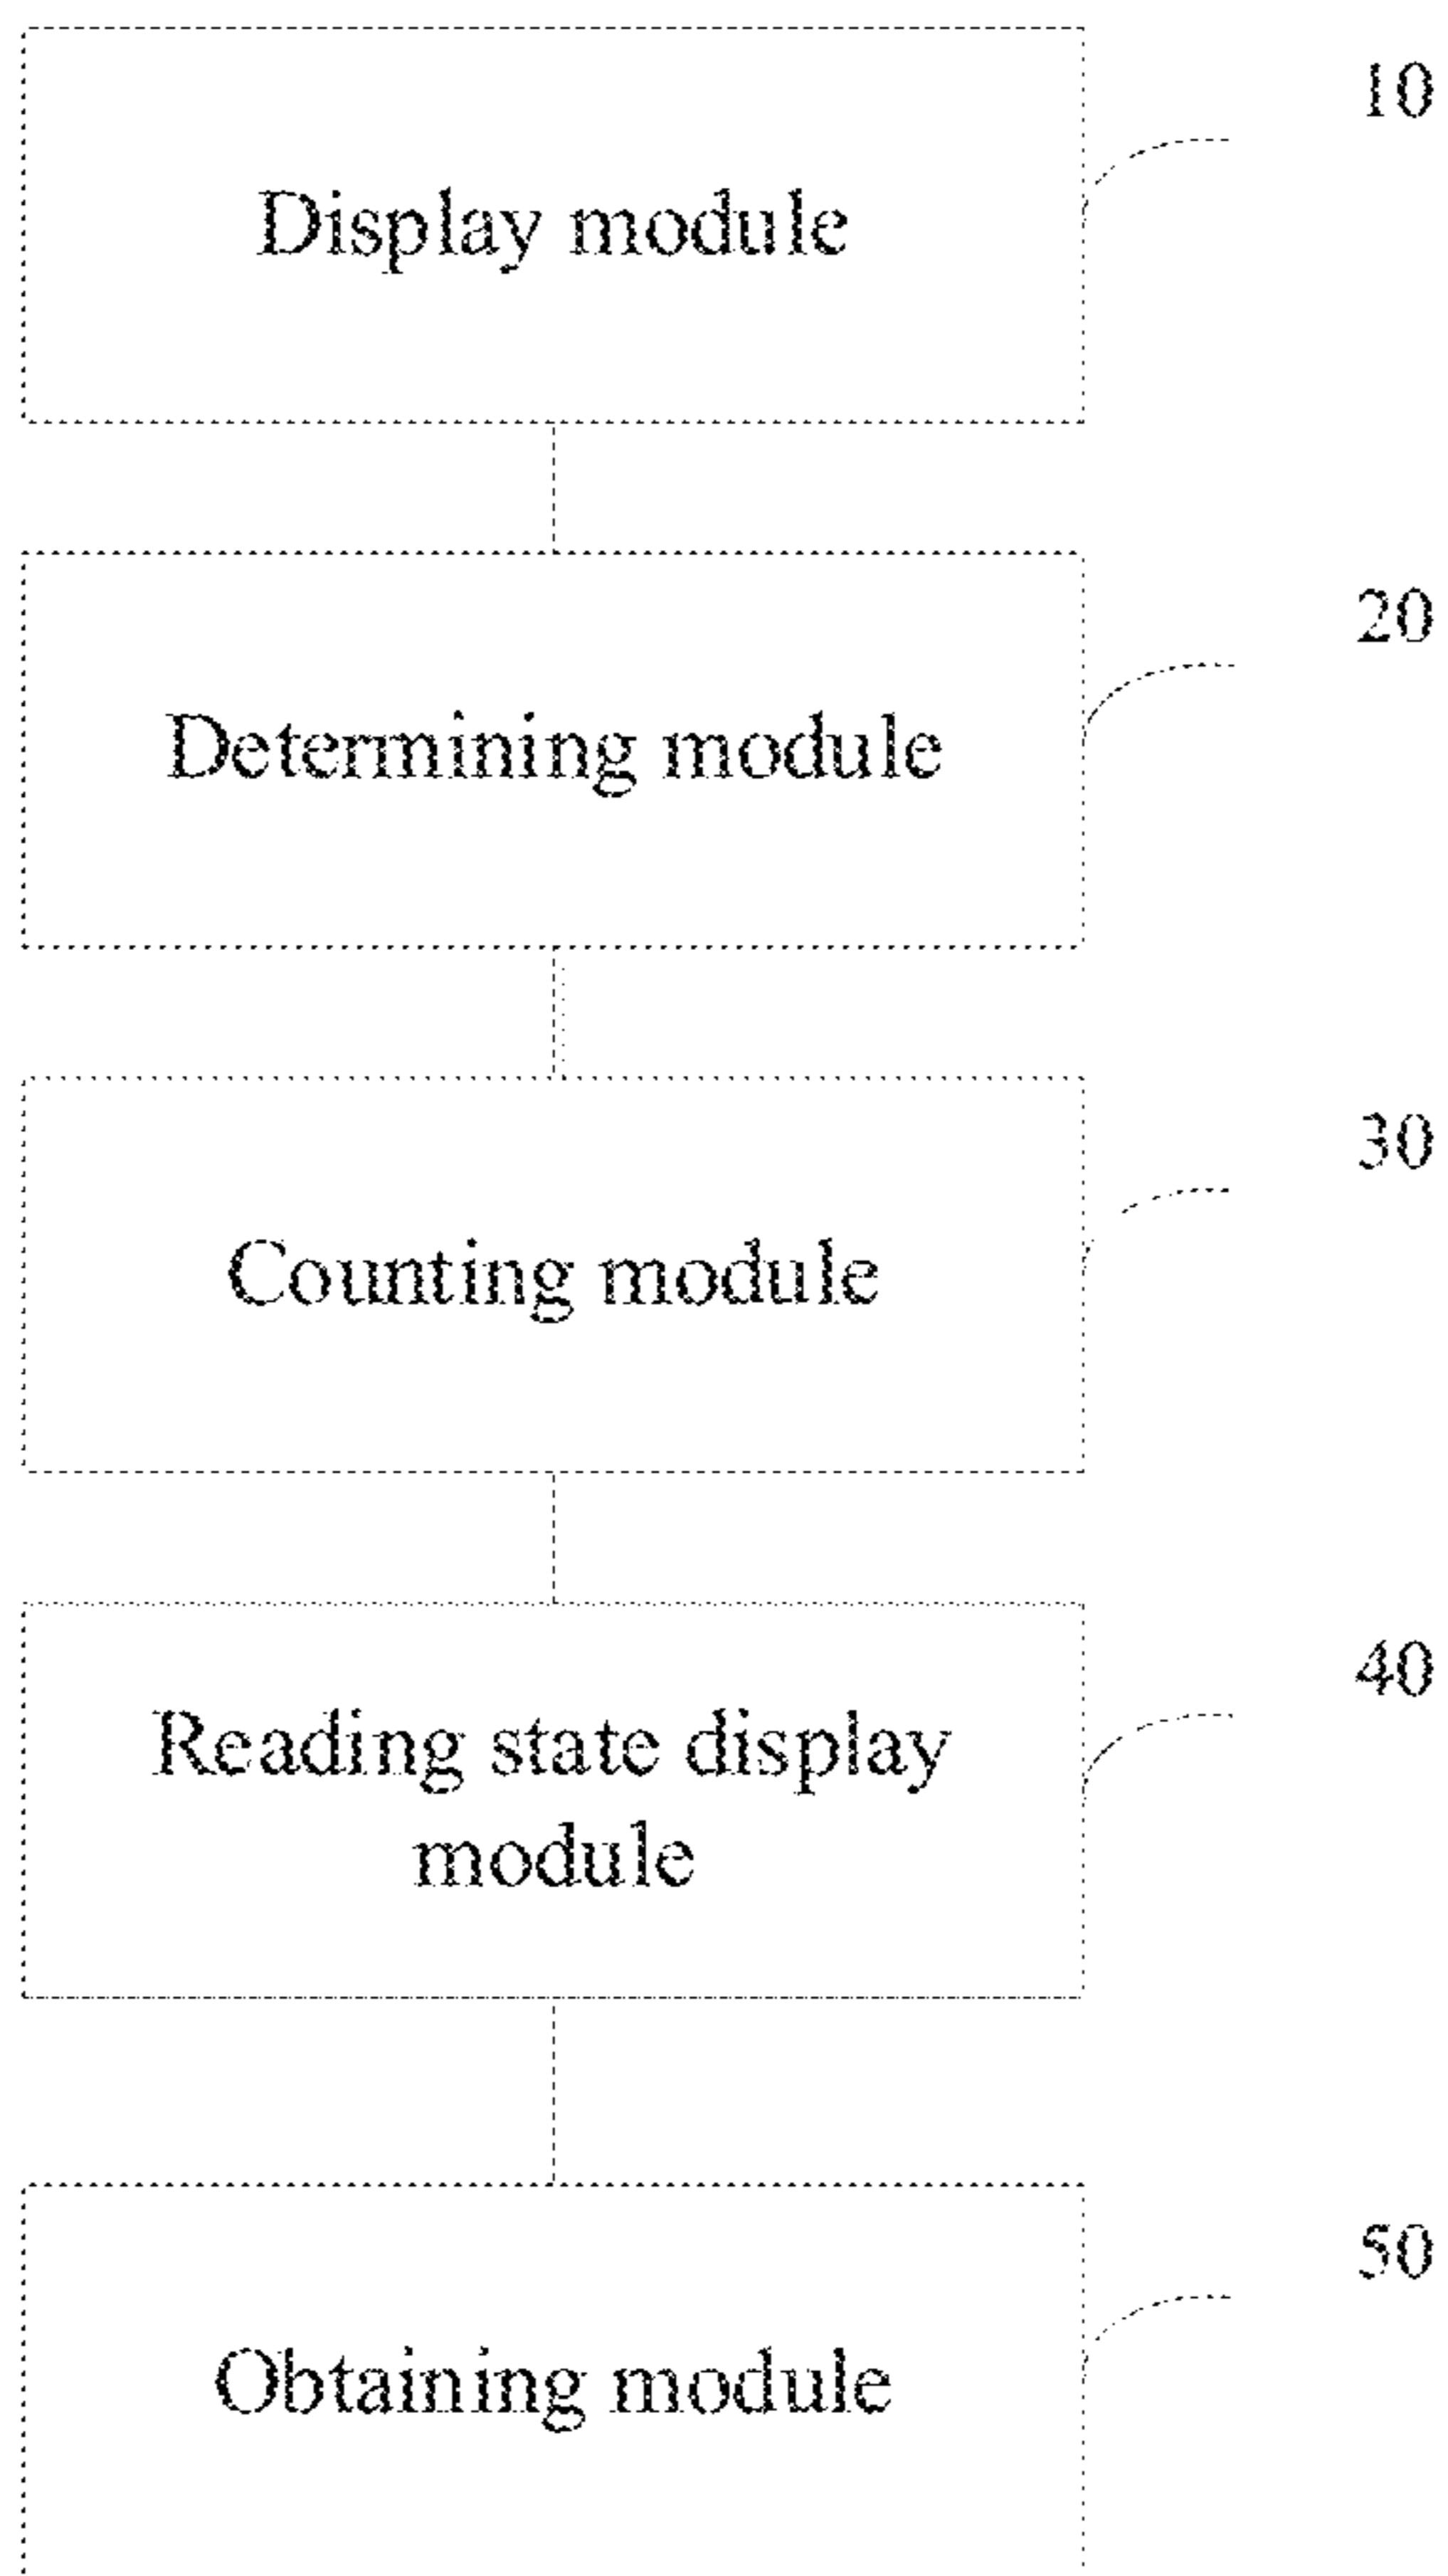 10
Display module
20
Determining module
30
Counting module
40
Reading state display
module
50
Obtaining module